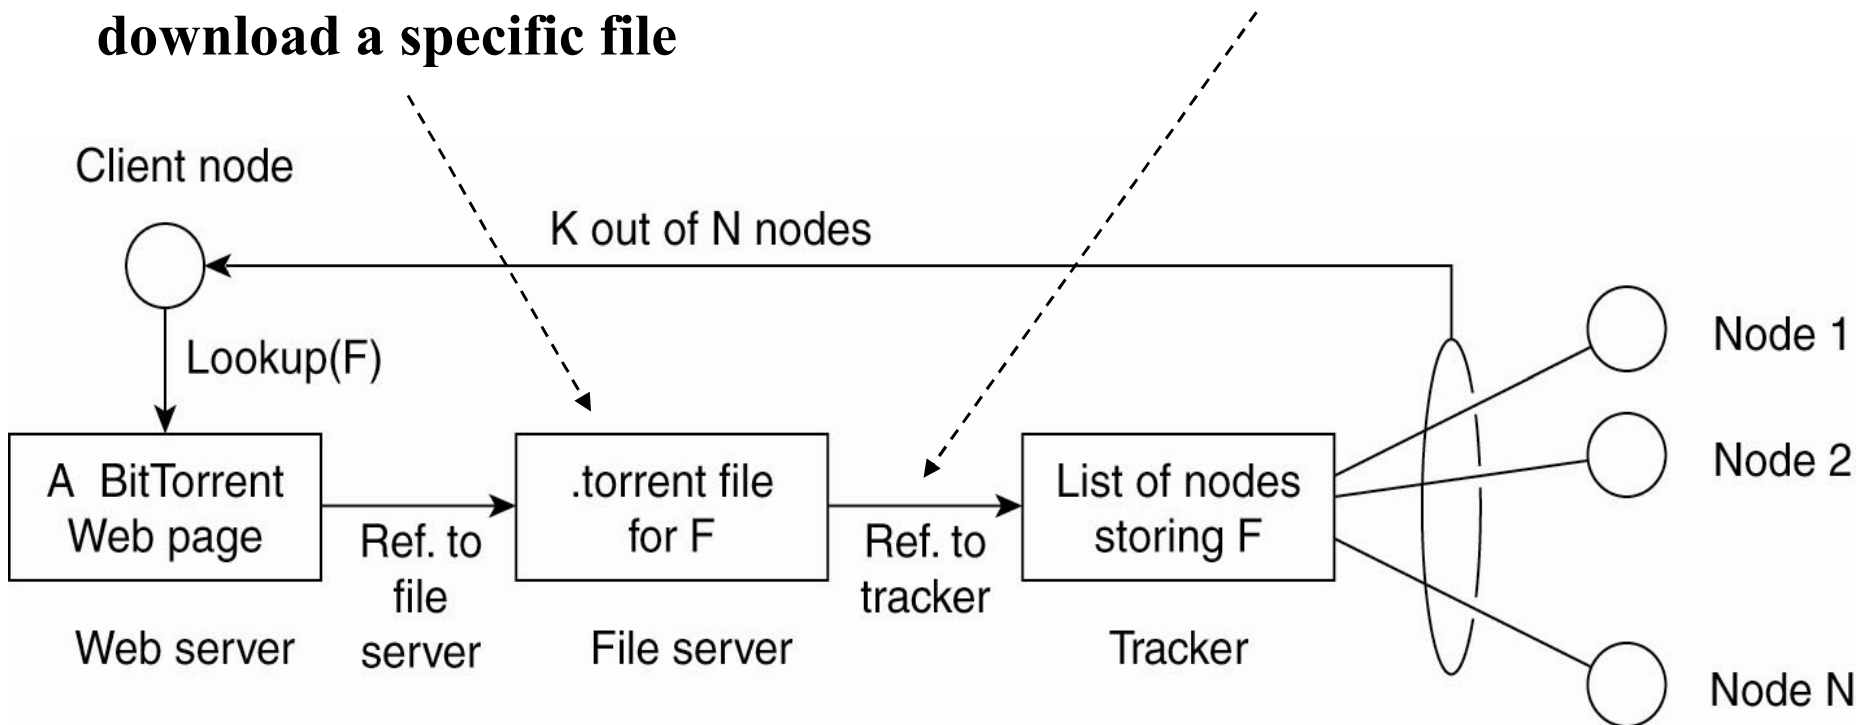 download a specific file
Client node
K out of N nodes
Lookup(F)
Node 1
Node 2
A BitTorrent
Web page
Ref. to
file
server
.torrent file
for F
Ref. to
tracker
List of nodes
storing F
Web server
File server
Tracker
Node N